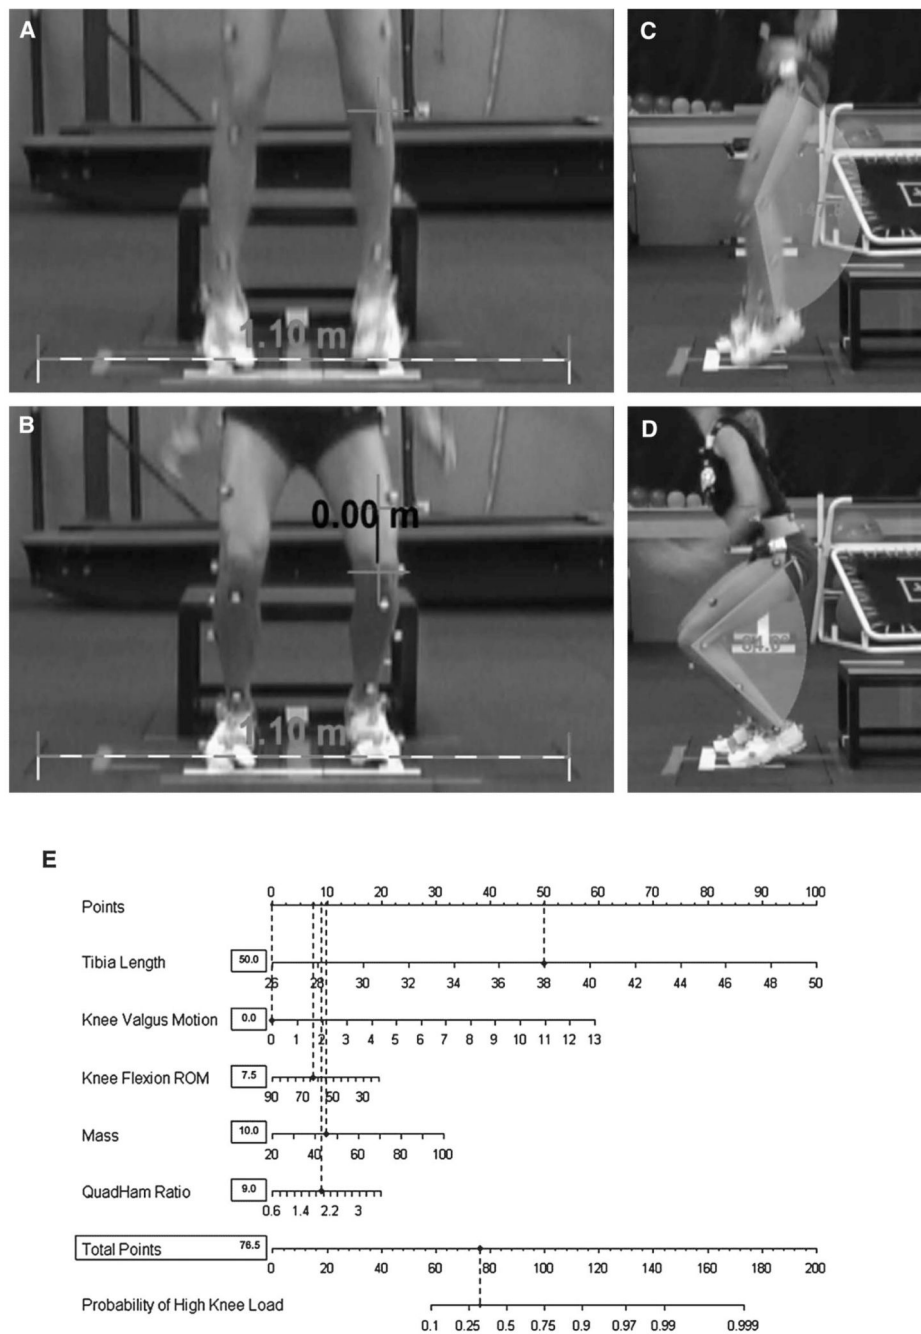 A
1.10 m
B
0.00 m
1.10 m
C
D
E
Points
0 10 20 30 40 50 60 70 80 90 100
Tibia Length 50.0
26 28 30 32 34 36 38 40 42 44 46 48 50
Knee Valgus Motion 0.0
0 1 2 3 4 5 6 7 8 9 10 11 12 13
Knee Flexion ROM 7.5
90 70 50 30
Mass 10.0
20 40 60 80 100
QuadHam Ratio 9.0
0.6 1.4 2.2 3
Total Points 76.5
0 20 40 60 80 100 120 140 160 180 200
Probability of High Knee Load
0.1 0.25 0.5 0.75 0.9 0.97 0.99 0.999